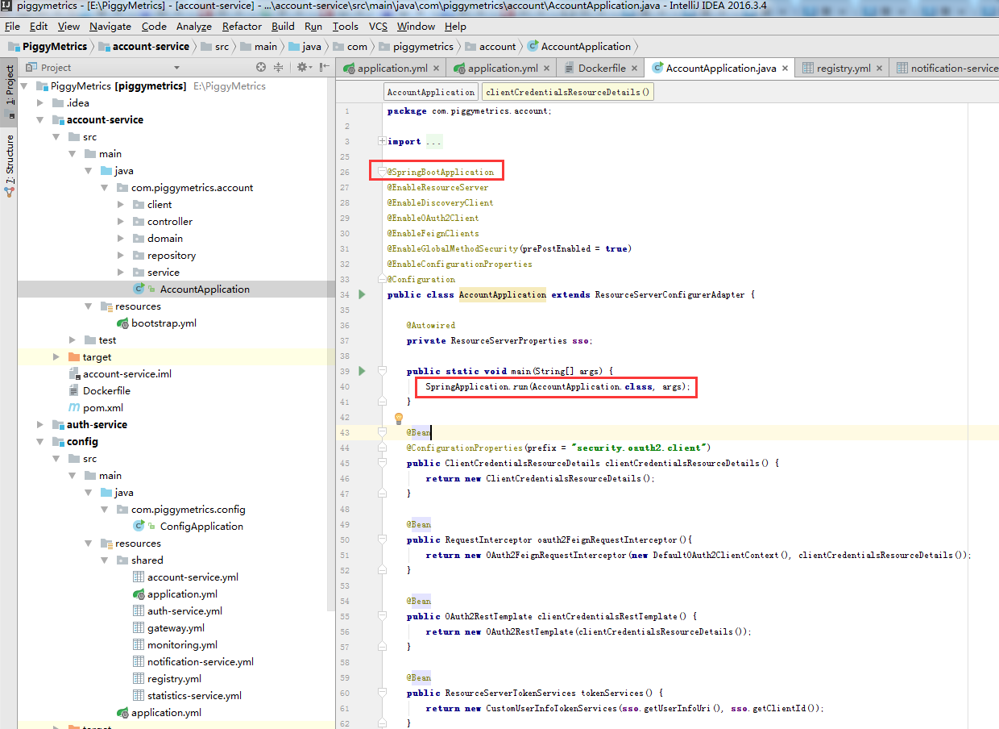 piggymetrics - [E:\PiggyMetrics] - [account-service] - ...\account-service\src\main\java\com\piggymetrics\account\AccountApplication.java - IntelliJ IDEA 2016.3.4
File Edit View Navigate Code Analyze Refactor Build Run Tools VCS Window Help
PiggyMetrics account-service src main java com piggymetrics account AccountApplication
Project
application.yml application.yml Dockerfile AccountApplication.java registry.yml notification-service
1: Project
7: Structure
PiggyMetrics [piggymetrics] E:\PiggyMetrics
.idea
account-service
src
main
java
com.piggymetrics.account
client
controller
domain
repository
service
AccountApplication
resources
bootstrap.yml
test
target
account-service.iml
Dockerfile
pom.xml
auth-service
config
src
main
java
com.piggymetrics.config
ConfigApplication
resources
shared
account-service.yml
application.yml
auth-service.yml
gateway.yml
monitoring.yml
notification-service.yml
registry.yml
statistics-service.yml
application.yml
target
AccountApplication clientCredentialsResourceDetails()
1 package com.piggymetrics.account;
2
3 import ...
25
26 @SpringBootApplication
27 @EnableResourceServer
28 @EnableDiscoveryClient
29 @EnableOAuth2Client
30 @EnableFeignClients
31 @EnableGlobalMethodSecurity(prePostEnabled = true)
32 @EnableConfigurationProperties
33 @Configuration
34 public class AccountApplication extends ResourceServerConfigurerAdapter {
35
36 @Autowired
37 private ResourceServerProperties sso;
38
39 public static void main(String[] args) {
40 SpringApplication.run(AccountApplication.class, args);
41 }
42
43 @Bean
44 @ConfigurationProperties(prefix = "security.oauth2.client")
45 public ClientCredentialsResourceDetails clientCredentialsResourceDetails() {
46 return new ClientCredentialsResourceDetails();
47 }
48
49 @Bean
50 public RequestInterceptor oauth2FeignRequestInterceptor(){
51 return new OAuth2FeignRequestInterceptor(new DefaultOAuth2ClientContext(), clientCredentialsResourceDetails());
52 }
53
54 @Bean
55 public OAuth2RestTemplate clientCredentialsRestTemplate() {
56 return new OAuth2RestTemplate(clientCredentialsResourceDetails());
57 }
58
59 @Bean
60 public ResourceServerTokenServices tokenServices() {
61 return new CustomUserInfoTokenServices(sso.getUserInfoUri(), sso.getClientId());
62 }